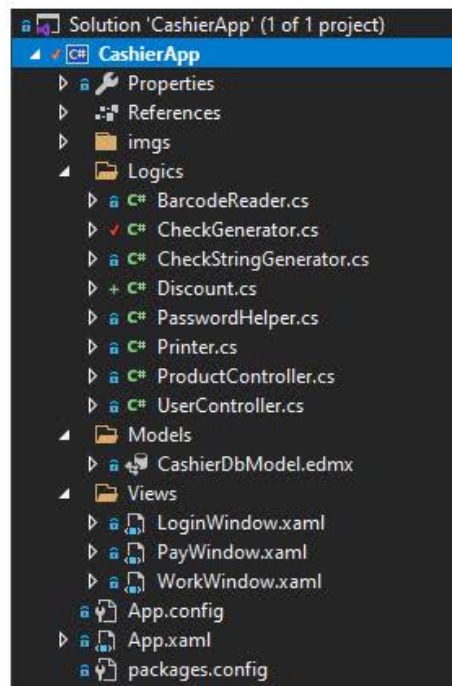 Solution 'CashierApp' (1 of 1 project)
C# CashierApp
Properties
References
imgs
Logics
C# BarcodeReader.cs
C# CheckGenerator.cs
C# CheckStringGenerator.cs
C# Discount.cs
C# PasswordHelper.cs
C# Printer.cs
C# ProductController.cs
C# UserController.cs
Models
CashierDbModel.edmx
Views
LoginWindow.xaml
PayWindow.xaml
WorkWindow.xaml
App.config
App.xaml
packages.config